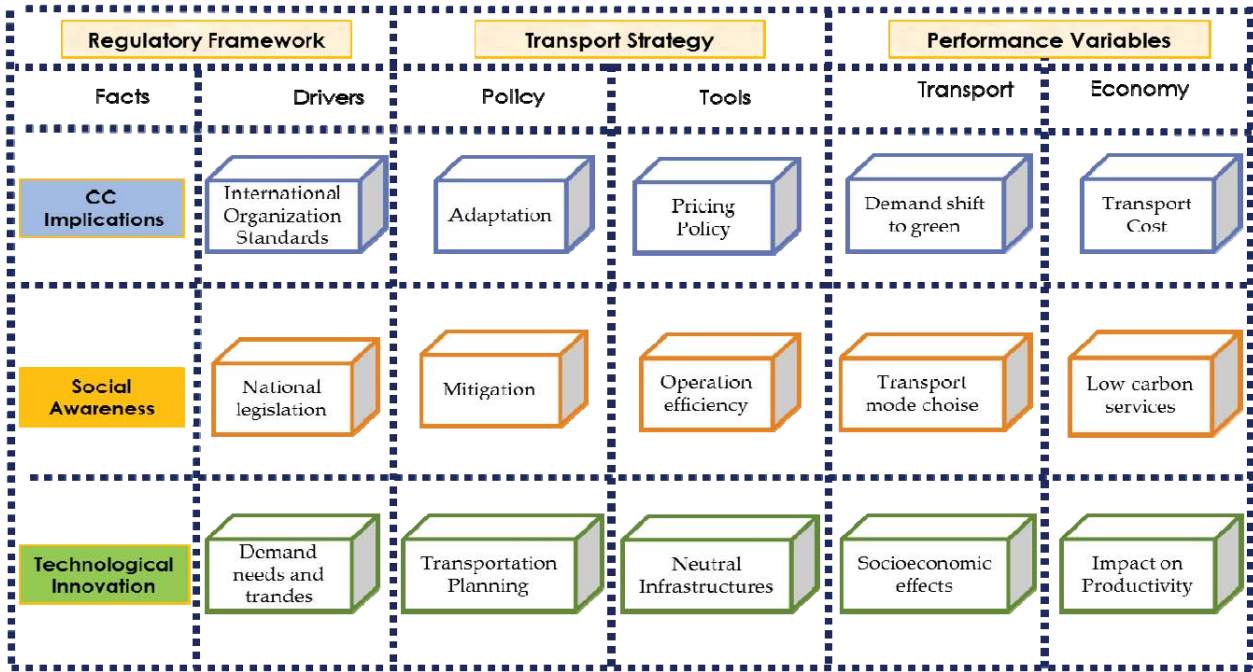 Regulatory Framework
Transport Strategy
Performance Variables
Facts
Drivers
Policy
Tools
Transport
Economy
CC
Implications
International
Organization
Standards
Adaptation
Pricing
Policy
Demand shift
to green
Transport
Cost
Social
Awareness
National
legislation
Mitigation
Operation
efficiency
Transport
mode choise
Low carbon
services
Technological
Innovation
Demand
needs and
trandes
Transportation
Planning
Neutral
Infrastructures
Socioeconomic
effects
Impact on
Productivity